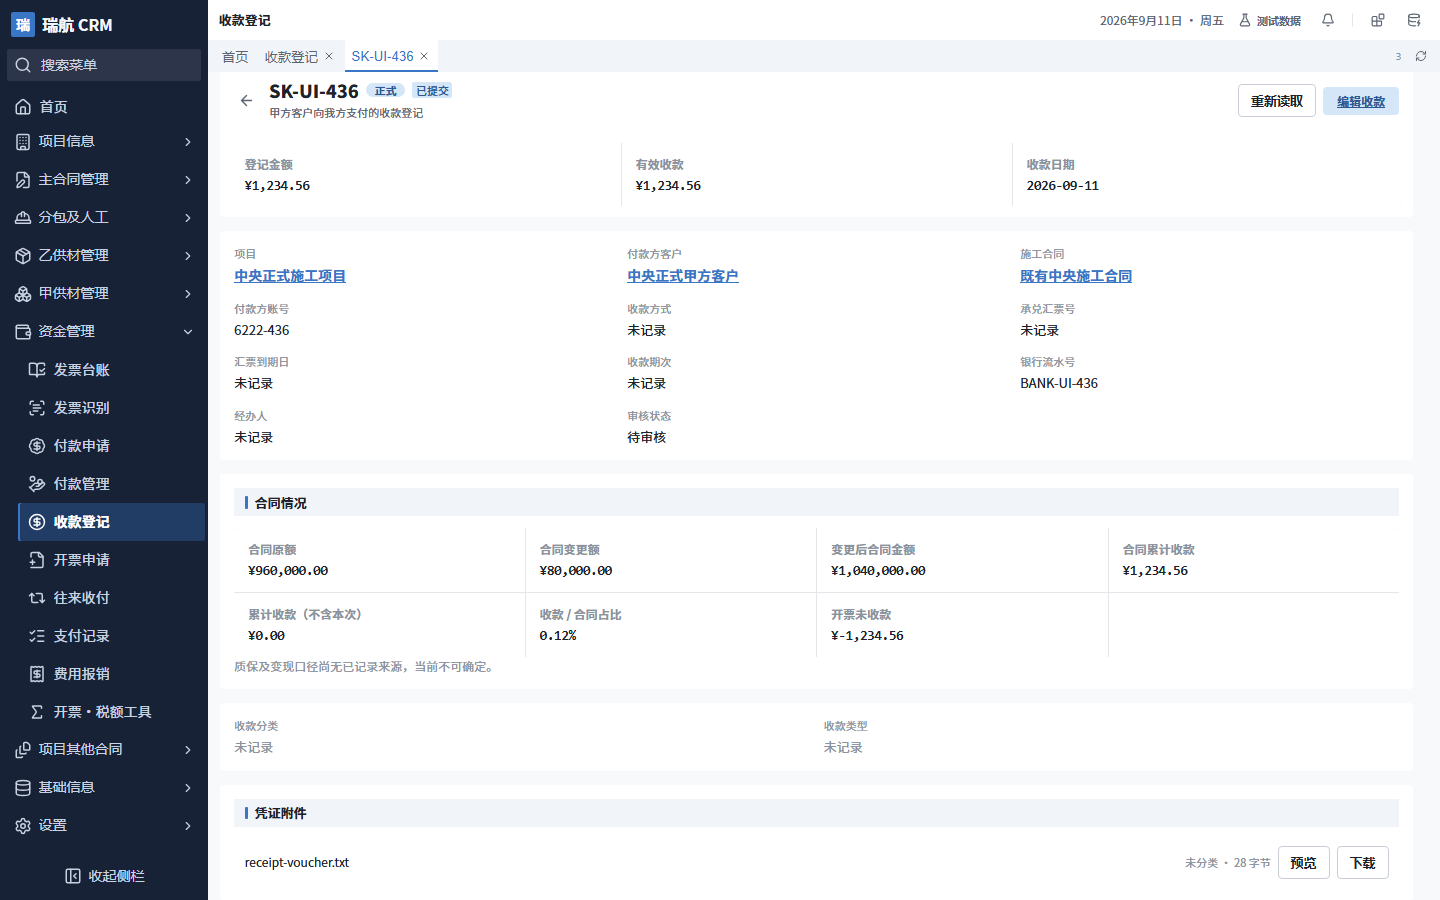 瑞 瑞航 CRM
搜索菜单
首页
项目信息
主合同管理
分包及人工
乙供材管理
甲供材管理
资金管理
发票台账
发票识别
付款申请
付款管理
收款登记
开票申请
往来收付
支付记录
费用报销
开票·税额工具
项目其他合同
基础信息
设置
收起侧栏
收款登记
2026年9月11日 · 周五 测试数据
首页 收款登记 × SK-UI-436 × 3
SK-UI-436 正式 已提交
甲方客户向我方支付的收款登记
重新读取 编辑收款
登记金额 有效收款 收款日期
¥1,234.56 ¥1,234.56 2026-09-11
项目 付款方客户 施工合同
中央正式施工项目 中央正式甲方客户 既有中央施工合同
付款方账号 收款方式 承兑汇票号
6222-436 未记录 未记录
汇票到期日 收款期次 银行流水号
未记录 未记录 BANK-UI-436
经办人 审核状态
未记录 待审核
合同情况
合同原额 合同变更额 变更后合同金额 合同累计收款
¥960,000.00 ¥80,000.00 ¥1,040,000.00 ¥1,234.56
累计收款（不含本次） 收款 / 合同占比 开票未收款
¥0.00 0.12% ¥-1,234.56
质保及变现口径尚无已记录来源，当前不可确定。
收款分类 收款类型
未记录 未记录
凭证附件
receipt-voucher.txt 未分类 · 28 字节 预览 下载